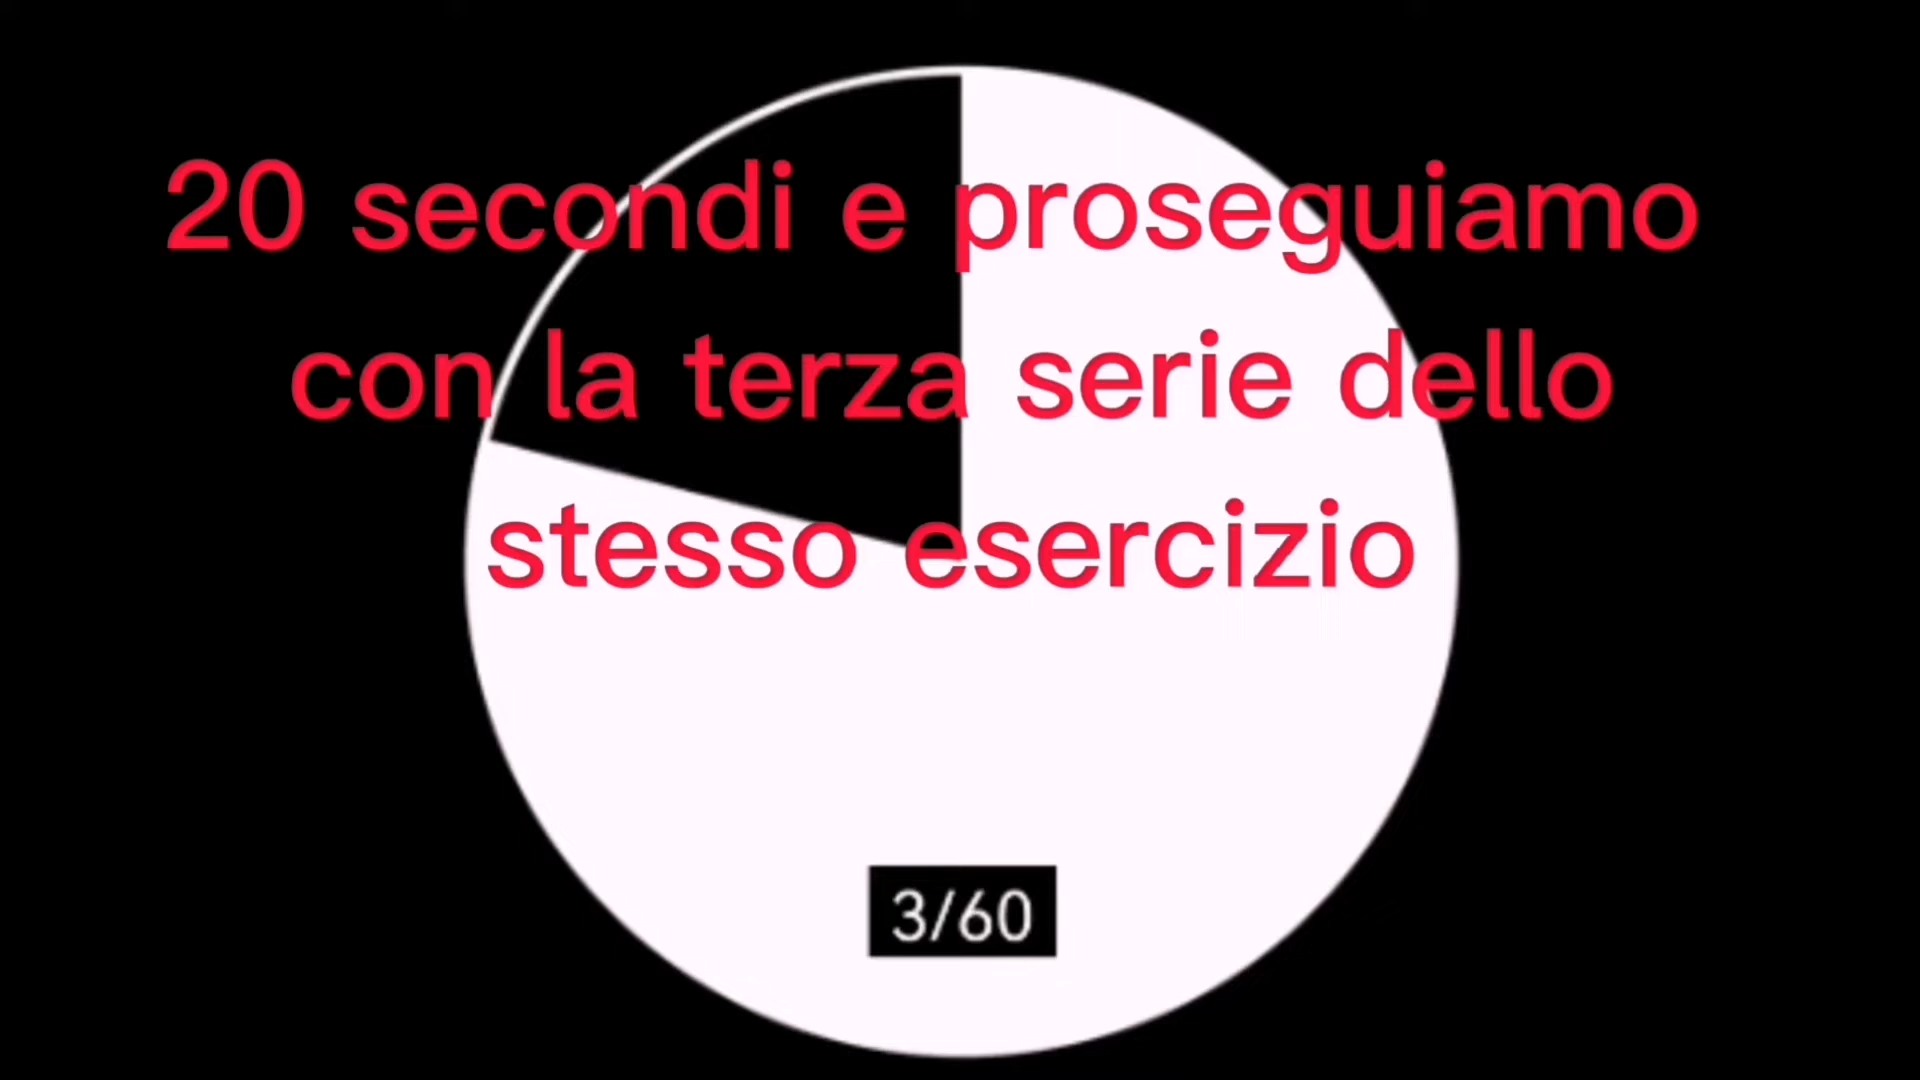 20 secondi e proseguiamo
con la terza serie dello
stesso esercizio
3/60